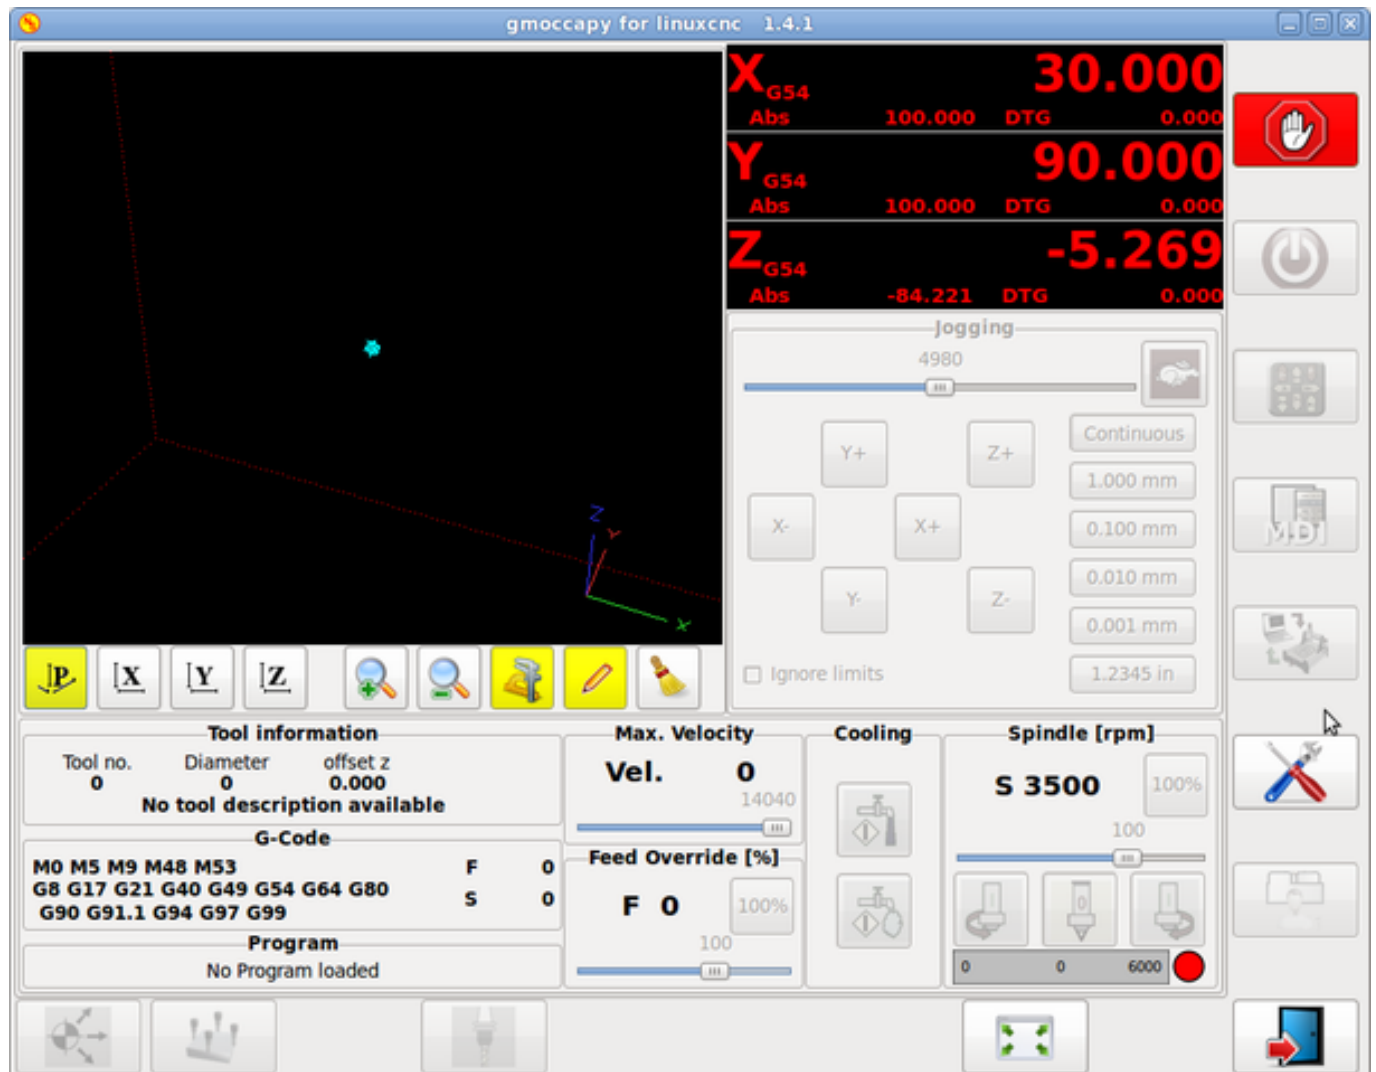 gmoccapy for linuxcnc 1.4.1
X G54 30.000
Abs 100.000 DTG 0.000
Y G54 90.000
Abs 100.000 DTG 0.000
Z G54 -5.269
Abs -84.221 DTG 0.000
Jogging
4980
Continuous
Y+ Z+
1.000 mm
X- X+
0.100 mm
0.010 mm
Y- Z-
0.001 mm
Ignore limits
1.2345 in
MDI
Z
Y
X
P X Y Z
Tool information
Tool no. Diameter offset z
0 0 0.000
No tool description available
G-Code
M0 M5 M9 M48 M53 F 0
G8 G17 G21 G40 G49 G54 G64 G80 S 0
G90 G91.1 G94 G97 G99
Program
No Program loaded
Max. Velocity
Vel. 0
14040
Feed Override [%]
F 0 100%
100
Cooling
Spindle [rpm]
S 3500 100%
100
0
0 0 6000